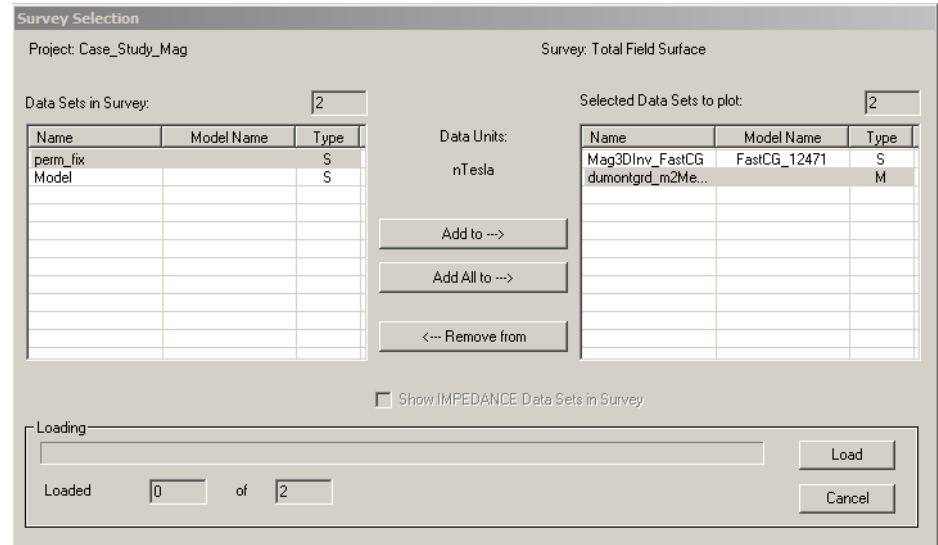 Survey Selection
Project: Case_Study_Mag
Survey: Total Field Surface
Data Sets in Survey:
2
Selected Data Sets to plot:
2
Name Model Name Type
perm_fix S
Model S
Data Units:
nTesla
Add to --->
Add All to --->
<--- Remove from
Name Model Name Type
Mag3DInv_FastCG FastCG_12471 S
dumontgrd_m2Me... M
Show IMPEDANCE Data Sets in Survey
Loading
Load
Loaded 0 of 2
Cancel